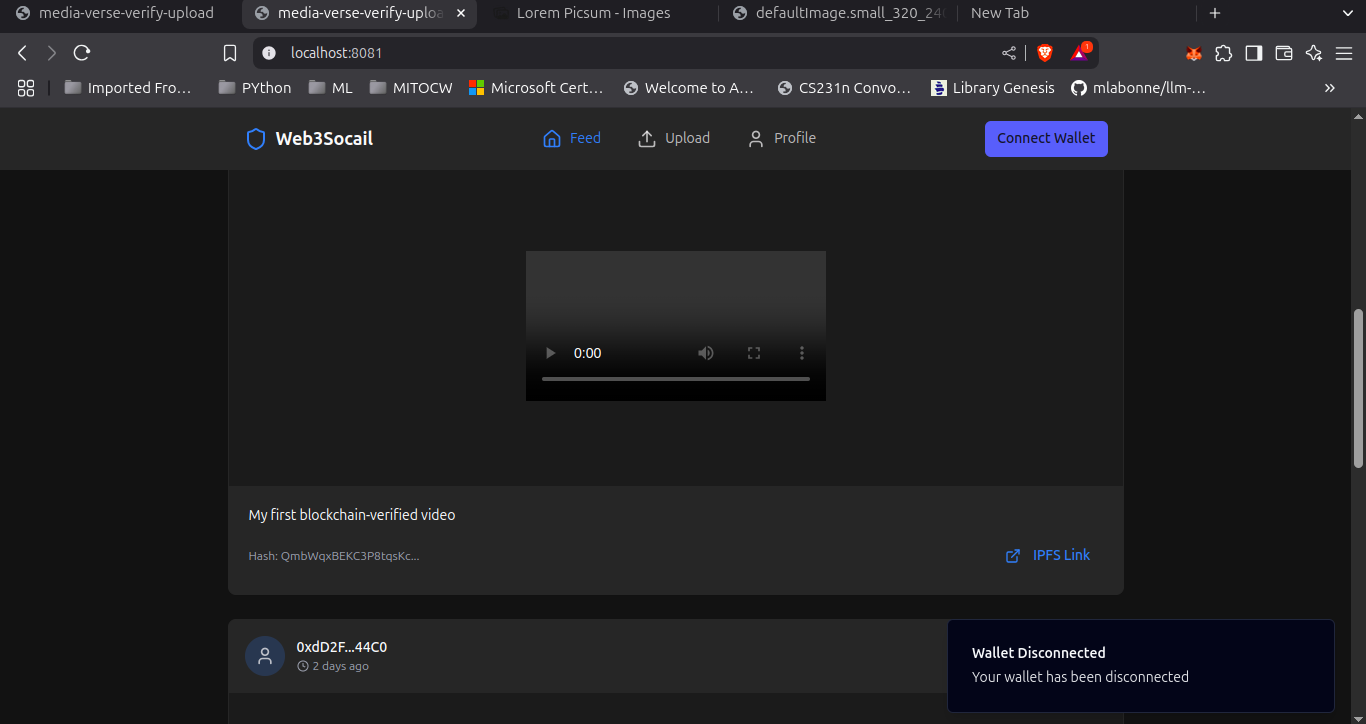 media-verse-verify-upload
media-verse-verify-uploa
Lorem Picsum - Images
defaultImage.small_320_240
New Tab
localhost:8081
1
Imported Fro...
PYthon
ML
MITOCW
Microsoft Cert...
Welcome to A...
CS231n Convo...
Library Genesis
mlabonne/llm-...
Web3Socail
Feed
Upload
Profile
Connect Wallet
0:00
My first blockchain-verified video
Hash: QmbWqxBEKC3P8tqsKc...
IPFS Link
0xdD2F...44C0
2 days ago
Wallet Disconnected
Your wallet has been disconnected